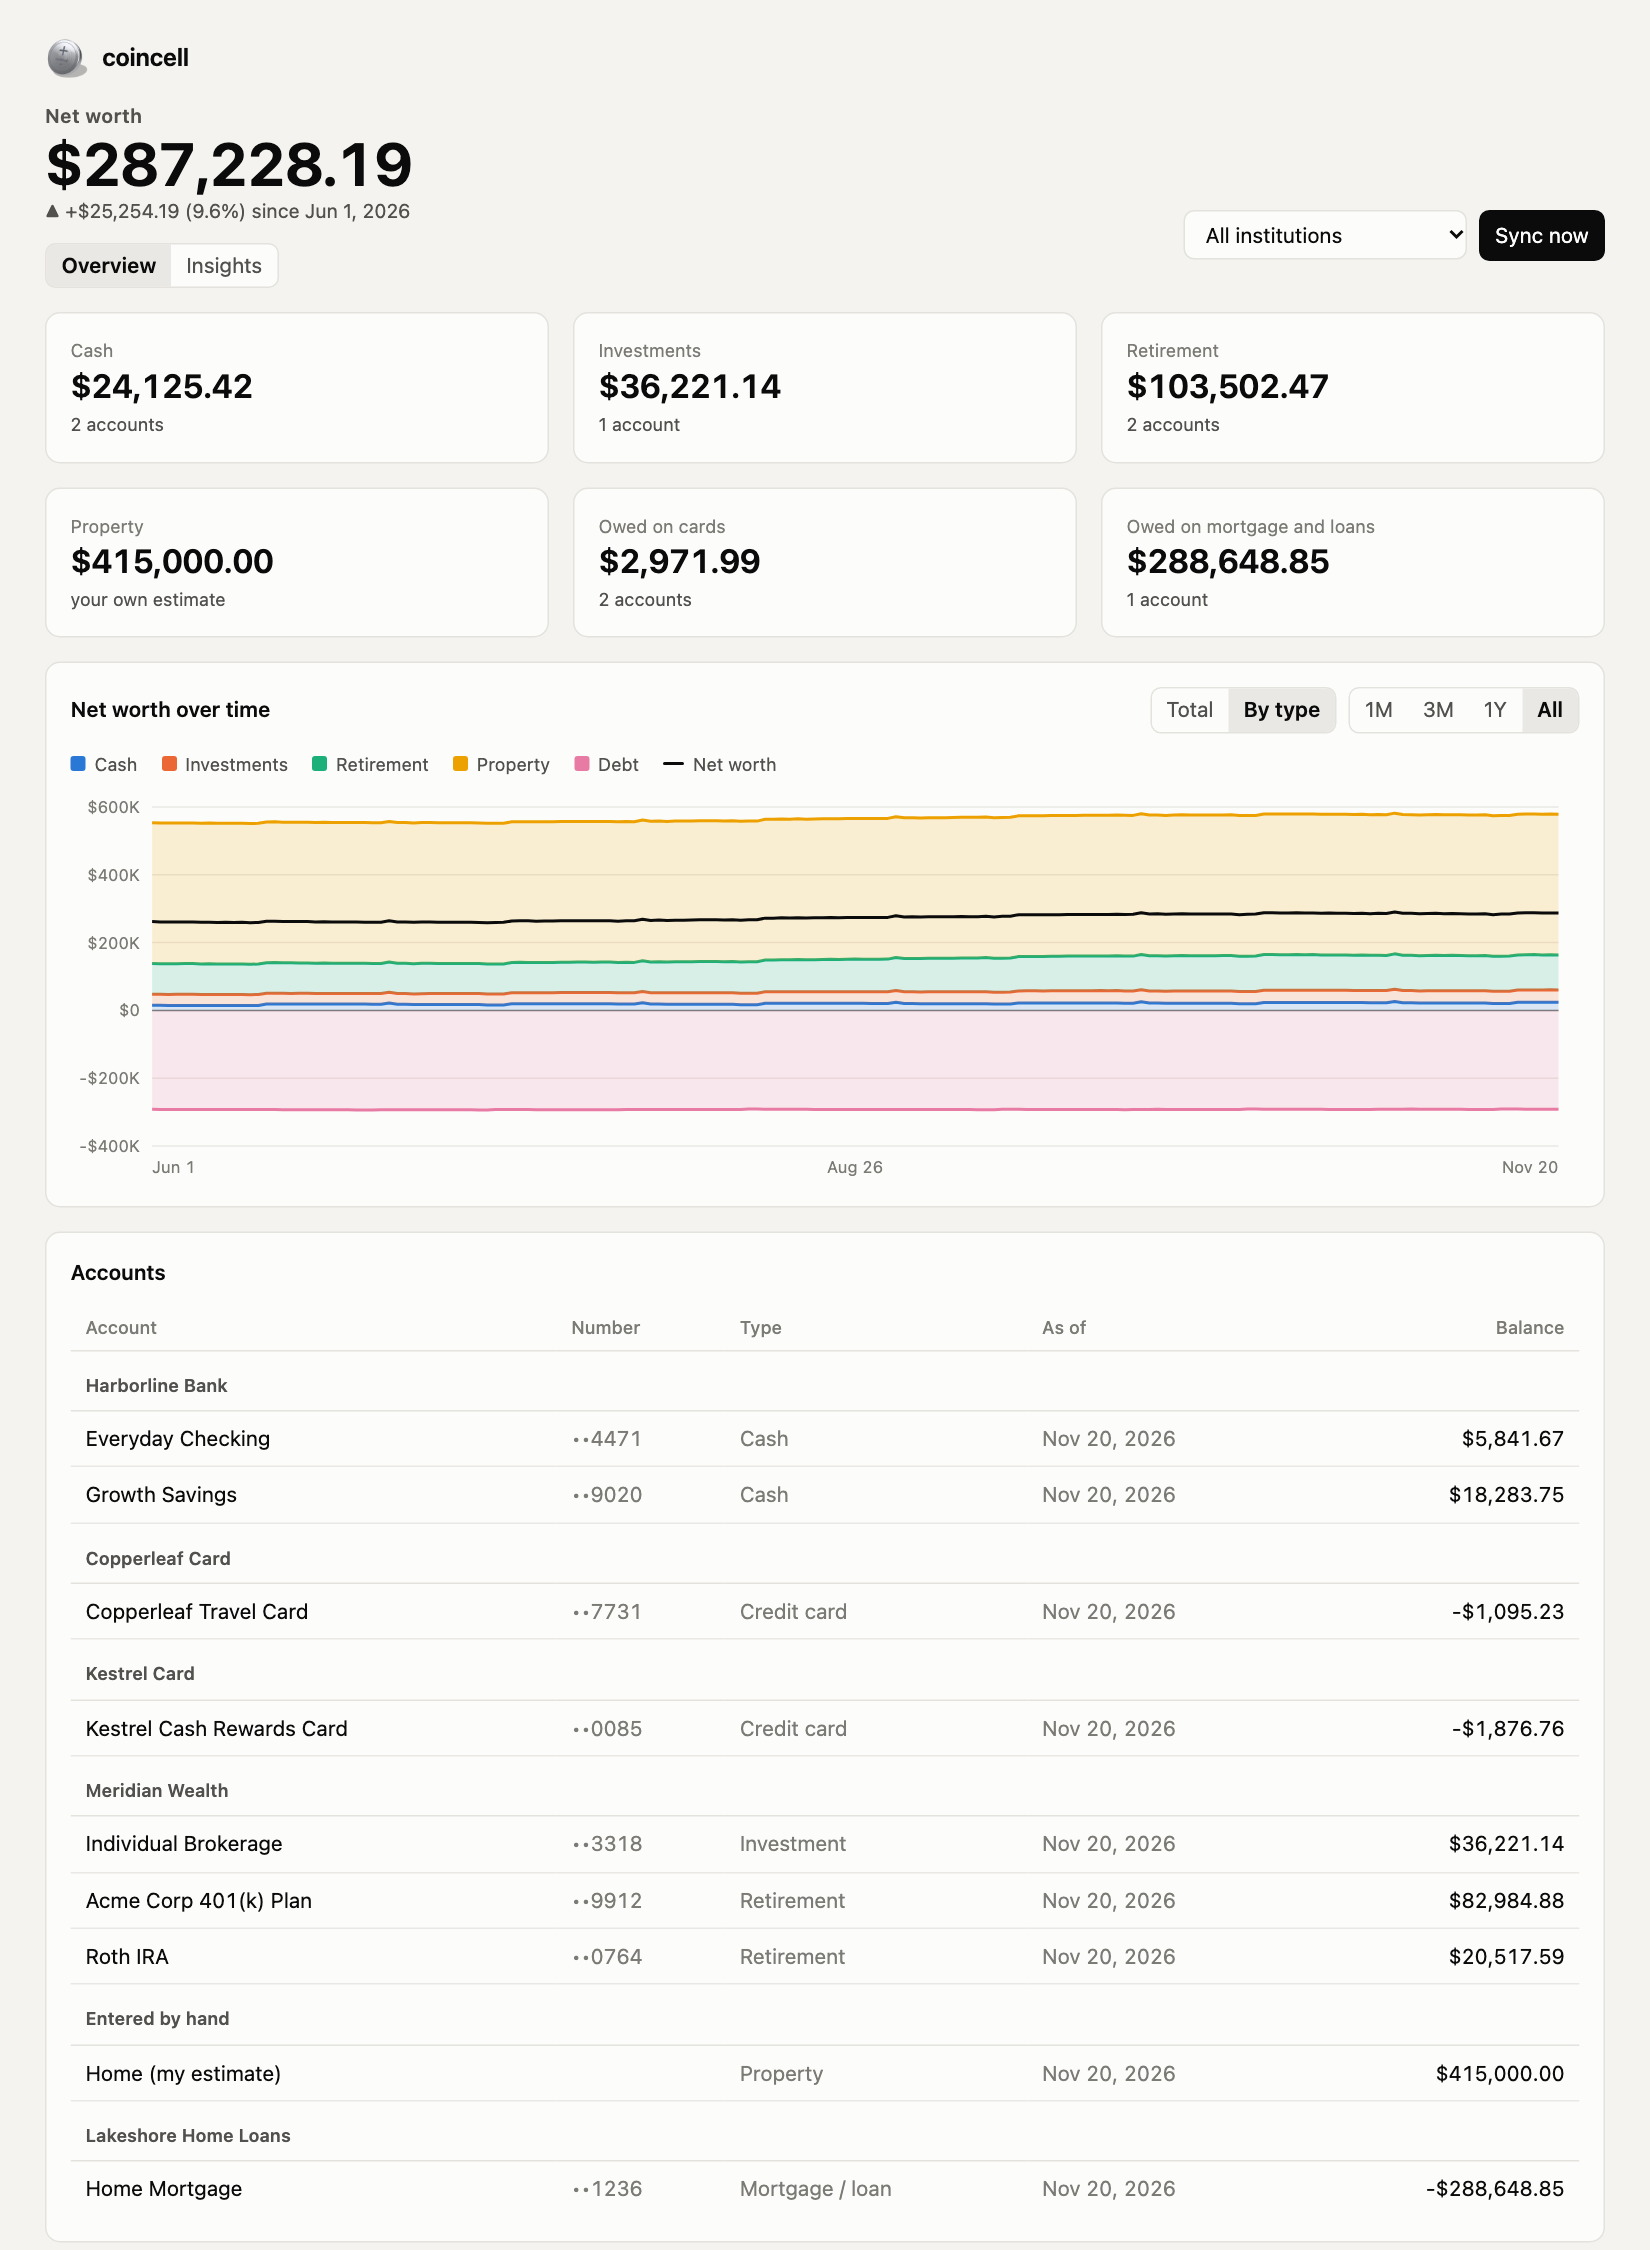 coincell
Net worth
$287,228.19
▲ +$25,254.19 (9.6%) since Jun 1, 2026
Overview Insights
All institutions Sync now
Cash
$24,125.42
2 accounts
Investments
$36,221.14
1 account
Retirement
$103,502.47
2 accounts
Property
$415,000.00
your own estimate
Owed on cards
$2,971.99
2 accounts
Owed on mortgage and loans
$288,648.85
1 account
Net worth over time
Total By type 1M 3M 1Y All
Cash Investments Retirement Property Debt Net worth
$600K
$400K
$200K
$0
-$200K
-$400K
Jun 1 Aug 26 Nov 20
Accounts
Account Number Type As of Balance
Harborline Bank
Everyday Checking ••4471 Cash Nov 20, 2026 $5,841.67
Growth Savings ••9020 Cash Nov 20, 2026 $18,283.75
Copperleaf Card
Copperleaf Travel Card ••7731 Credit card Nov 20, 2026 -$1,095.23
Kestrel Card
Kestrel Cash Rewards Card ••0085 Credit card Nov 20, 2026 -$1,876.76
Meridian Wealth
Individual Brokerage ••3318 Investment Nov 20, 2026 $36,221.14
Acme Corp 401(k) Plan ••9912 Retirement Nov 20, 2026 $82,984.88
Roth IRA ••0764 Retirement Nov 20, 2026 $20,517.59
Entered by hand
Home (my estimate) Property Nov 20, 2026 $415,000.00
Lakeshore Home Loans
Home Mortgage ••1236 Mortgage / loan Nov 20, 2026 -$288,648.85